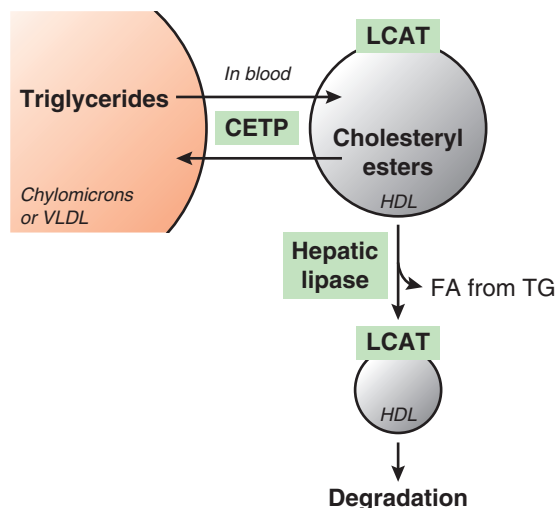 LCAT
In blood
Triglycerides
CETP
Cholesteryl
esters
Chylomicrons
or VLDL
HDL
Hepatic
lipase
FA from TG
LCAT
HDL
Degradation